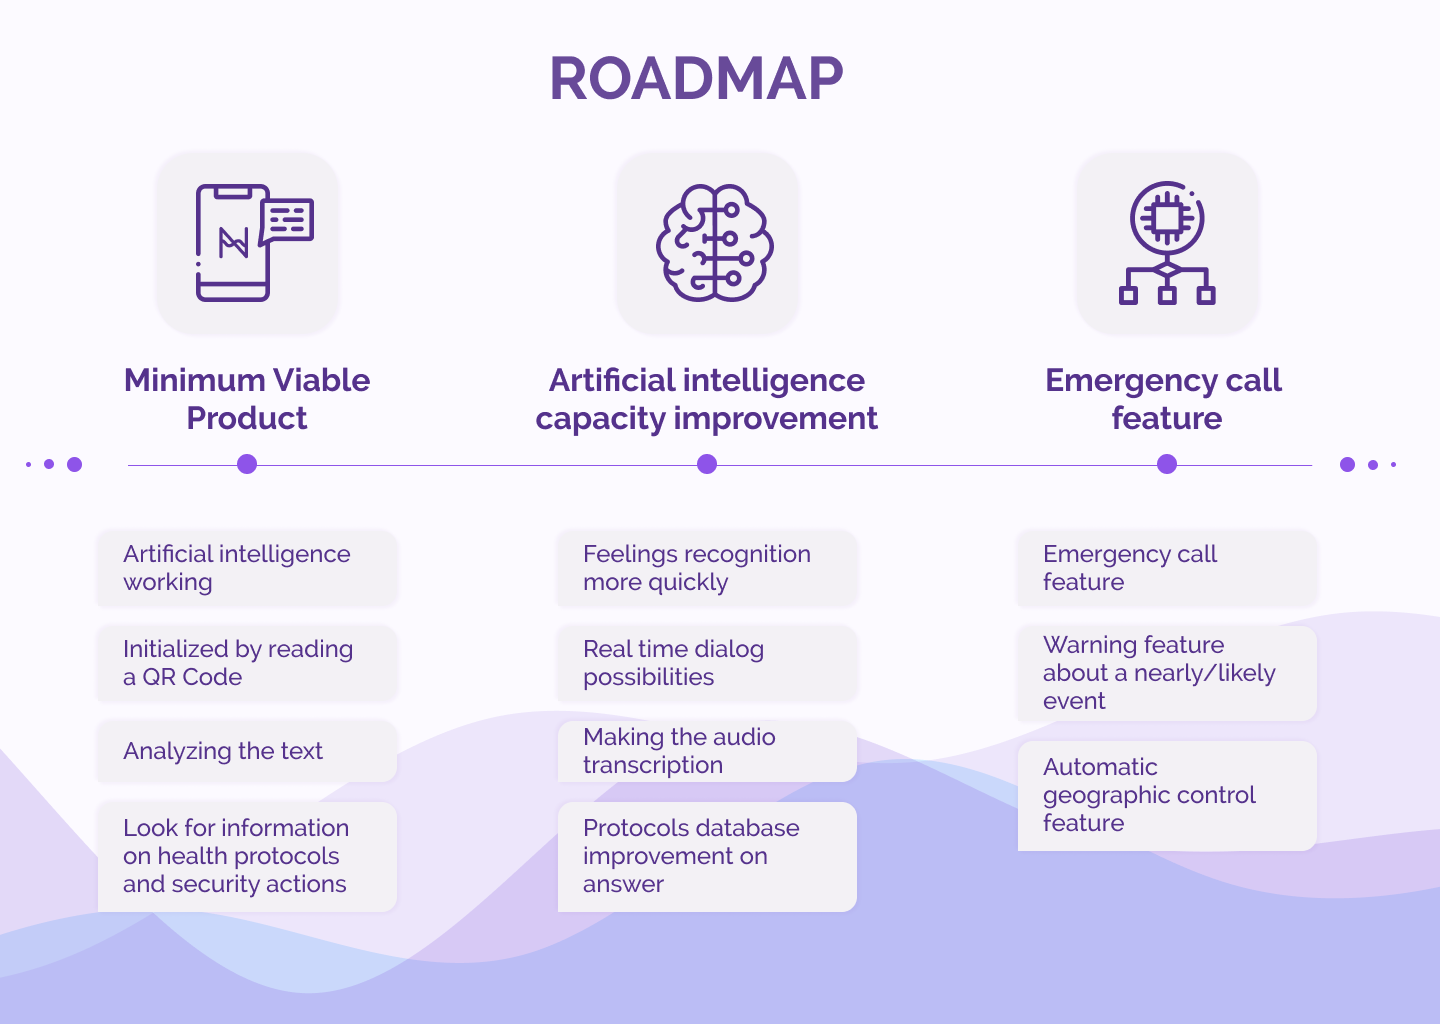 ROADMAP
Minimum Viable
Product
Artificial intelligence
capacity improvement
Emergency call
feature
Artificial intelligence
working
Initialized by reading
a QR Code
Analyzing the text
Look for information
on health protocols
and security actions
Feelings recognition
more quickly
Real time dialog
possibilities
Making the audio
transcription
Protocols database
improvement on
answer
Emergency call
feature
Warning feature
about a nearly/likely
event
Automatic
geographic control
feature